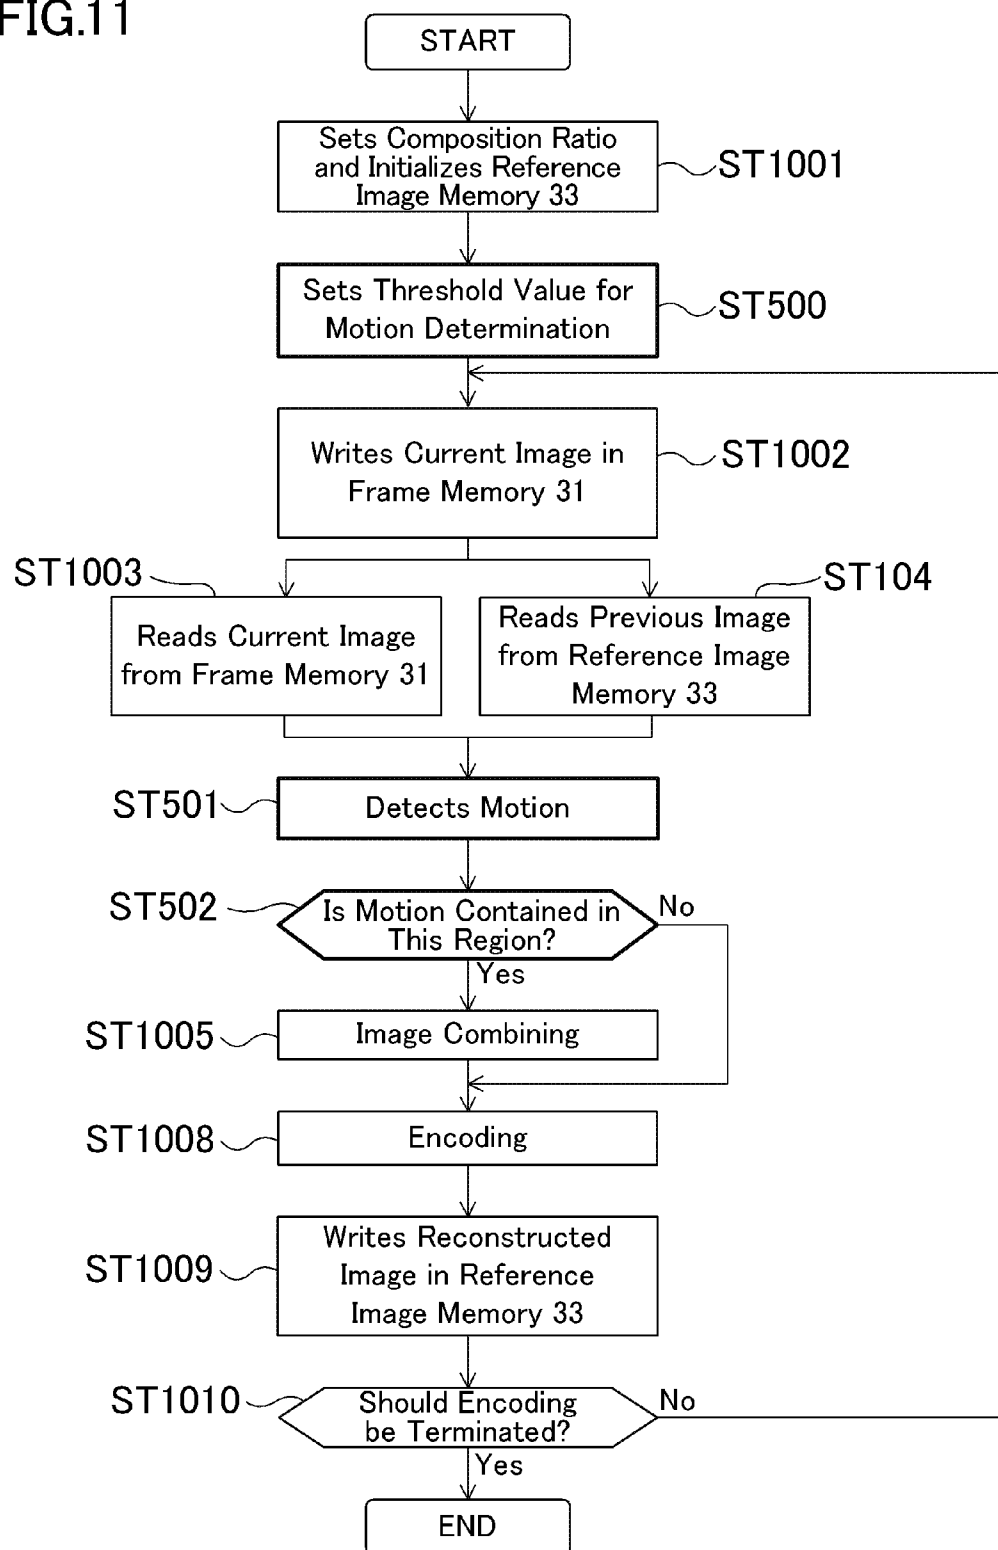 FIG.11
START
Sets Composition Ratio
and Initializes Reference
Image Memory 33
ST1001
Sets Threshold Value for
Motion Determination
ST500
Writes Current Image in
Frame Memory 31
ST1002
ST1003
ST104
Reads Current Image
from Frame Memory 31
Reads Previous Image
from Reference Image
Memory 33
ST501
Detects Motion
ST502
Is Motion Contained in
This Region?
No
Yes
ST1005
Image Combining
ST1008
Encoding
ST1009
Writes Reconstructed
Image in Reference
Image Memory 33
ST1010
Should Encoding
be Terminated?
No
Yes
END